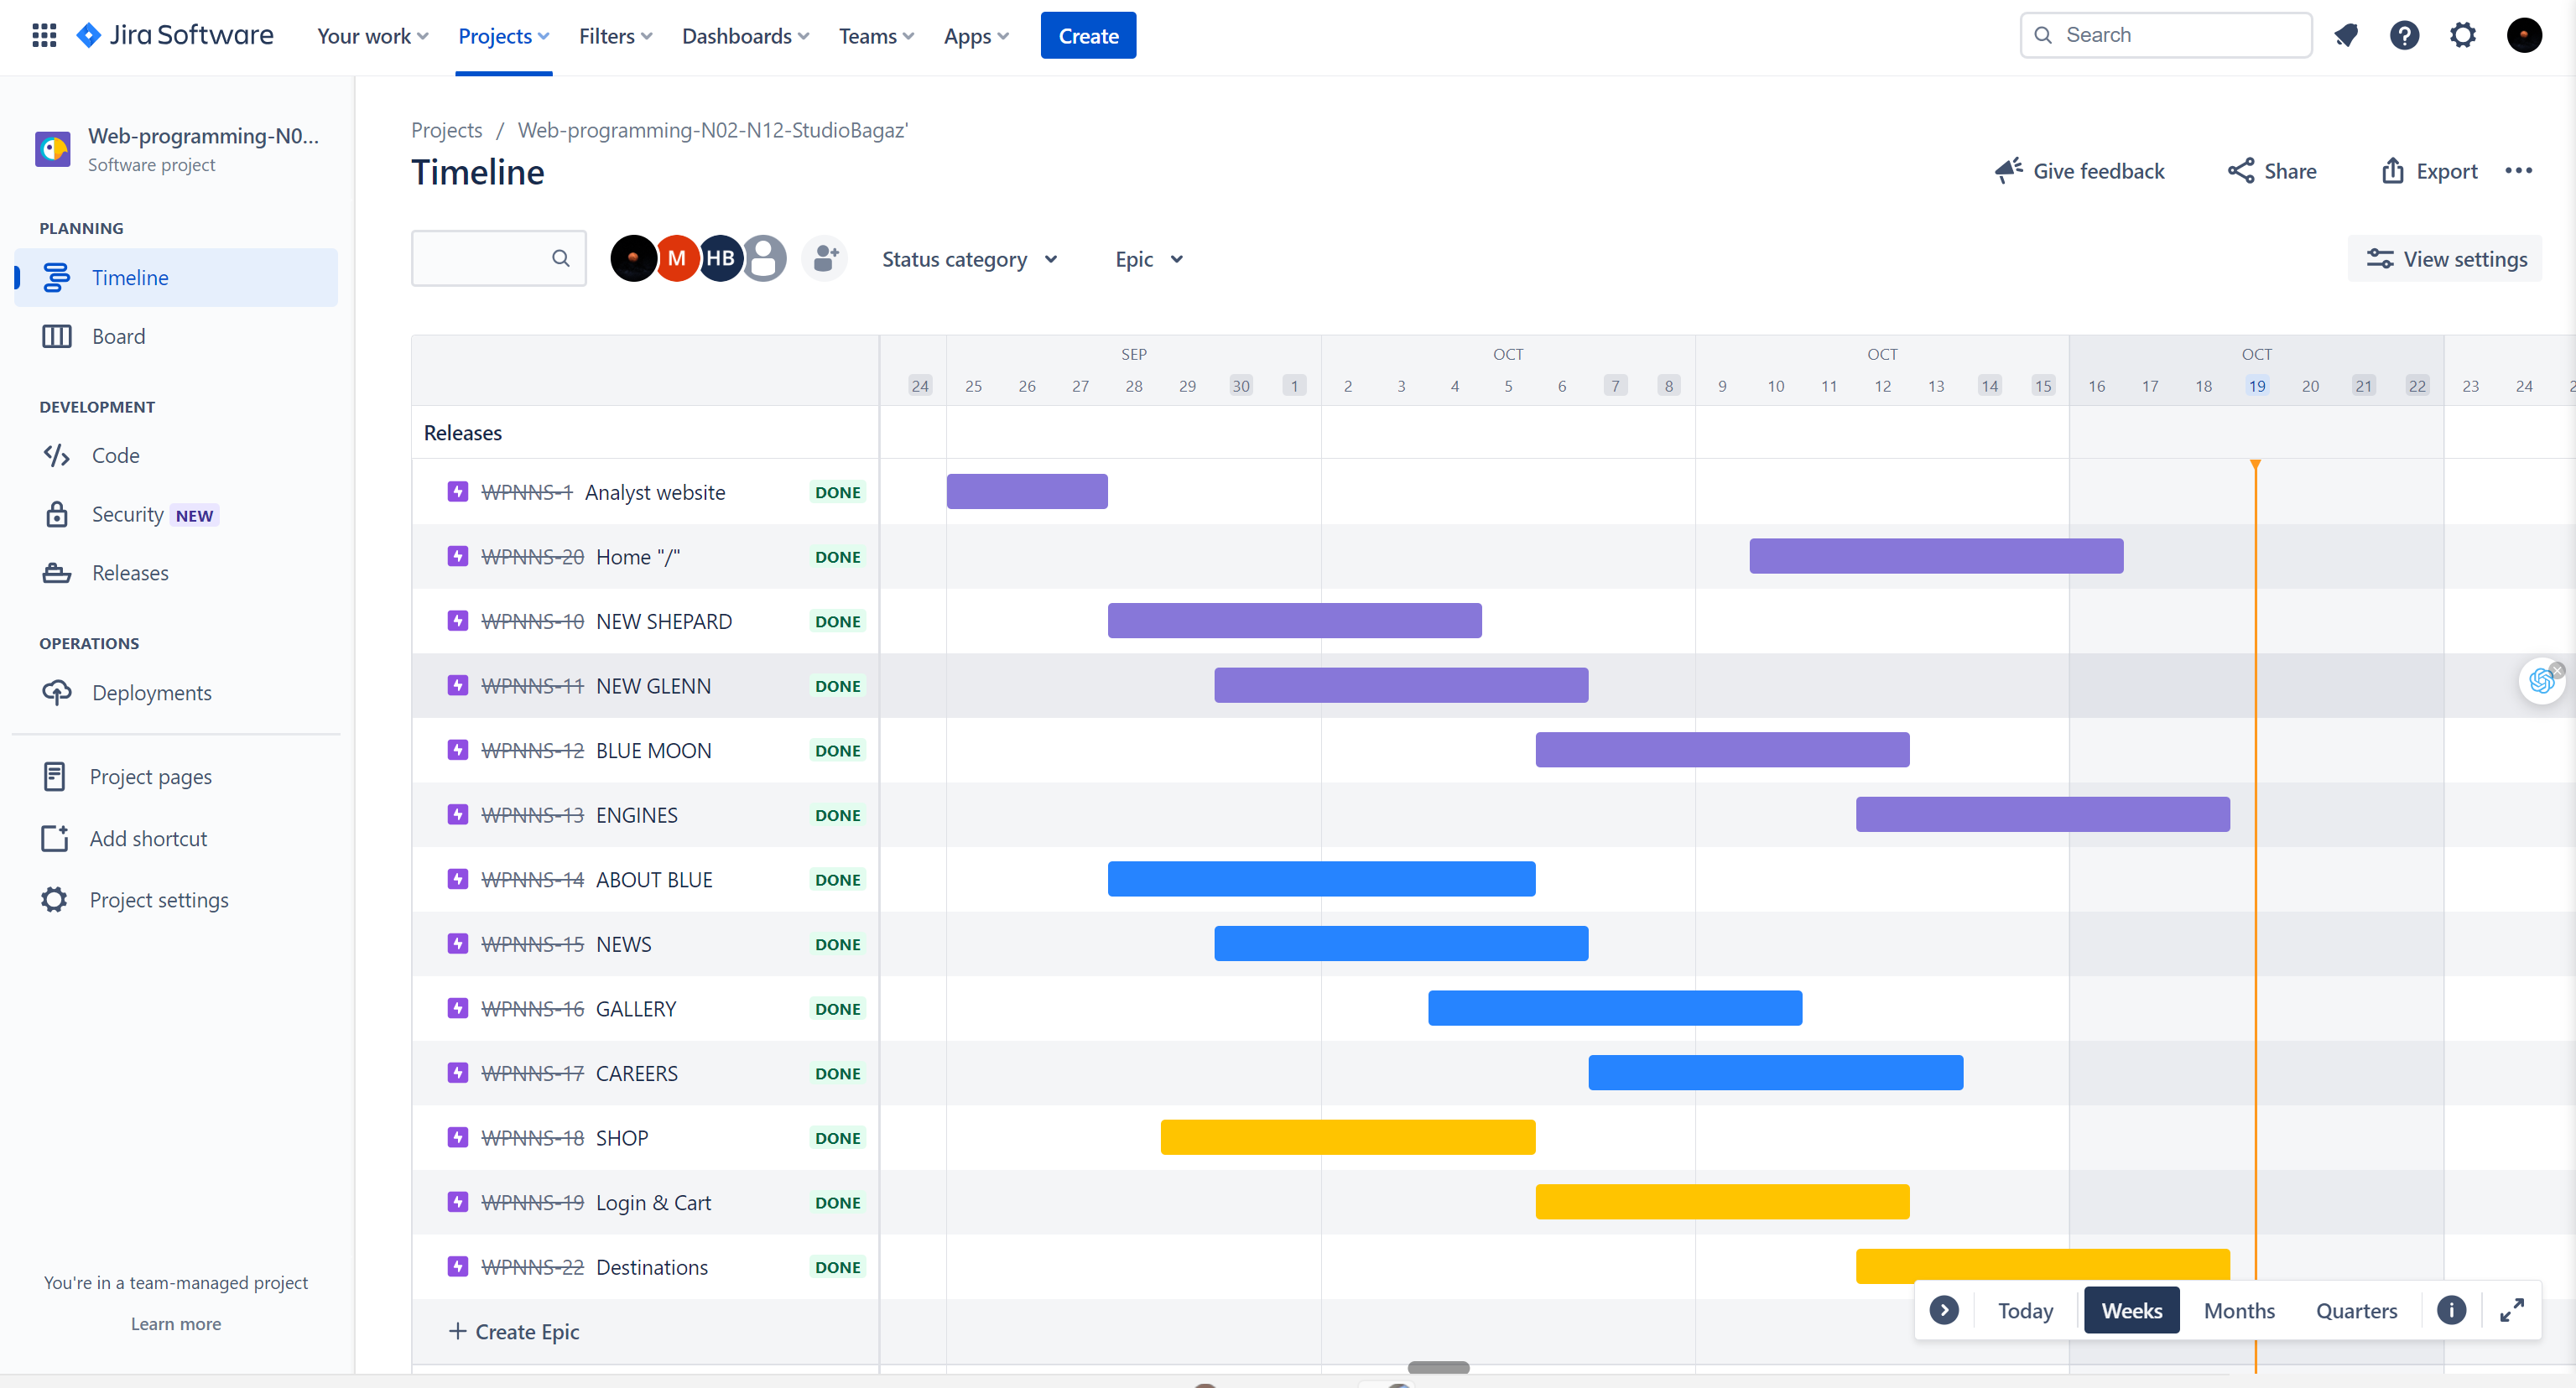 Jira Software Your work Projects Filters Dashboards Teams Apps Create Search
Web-programming-N0...
Software project
PLANNING
Timeline
Board
DEVELOPMENT
Code
Security NEW
Releases
OPERATIONS
Deployments
Project pages
Add shortcut
Project settings
You're in a team-managed project
Learn more
Projects / Web-programming-N02-N12-StudioBagaz'
Timeline
Give feedback Share Export
M HB Status category Epic View settings
SEP OCT OCT OCT
24 25 26 27 28 29 30 1 2 3 4 5 6 7 8 9 10 11 12 13 14 15 16 17 18 19 20 21 22 23 24
Releases
WPNNS-1 Analyst website DONE
WPNNS-20 Home "/" DONE
WPNNS-10 NEW SHEPARD DONE
WPNNS-11 NEW GLENN DONE
WPNNS-12 BLUE MOON DONE
WPNNS-13 ENGINES DONE
WPNNS-14 ABOUT BLUE DONE
WPNNS-15 NEWS DONE
WPNNS-16 GALLERY DONE
WPNNS-17 CAREERS DONE
WPNNS-18 SHOP DONE
WPNNS-19 Login & Cart DONE
WPNNS-22 Destinations DONE
+ Create Epic
Today Weeks Months Quarters